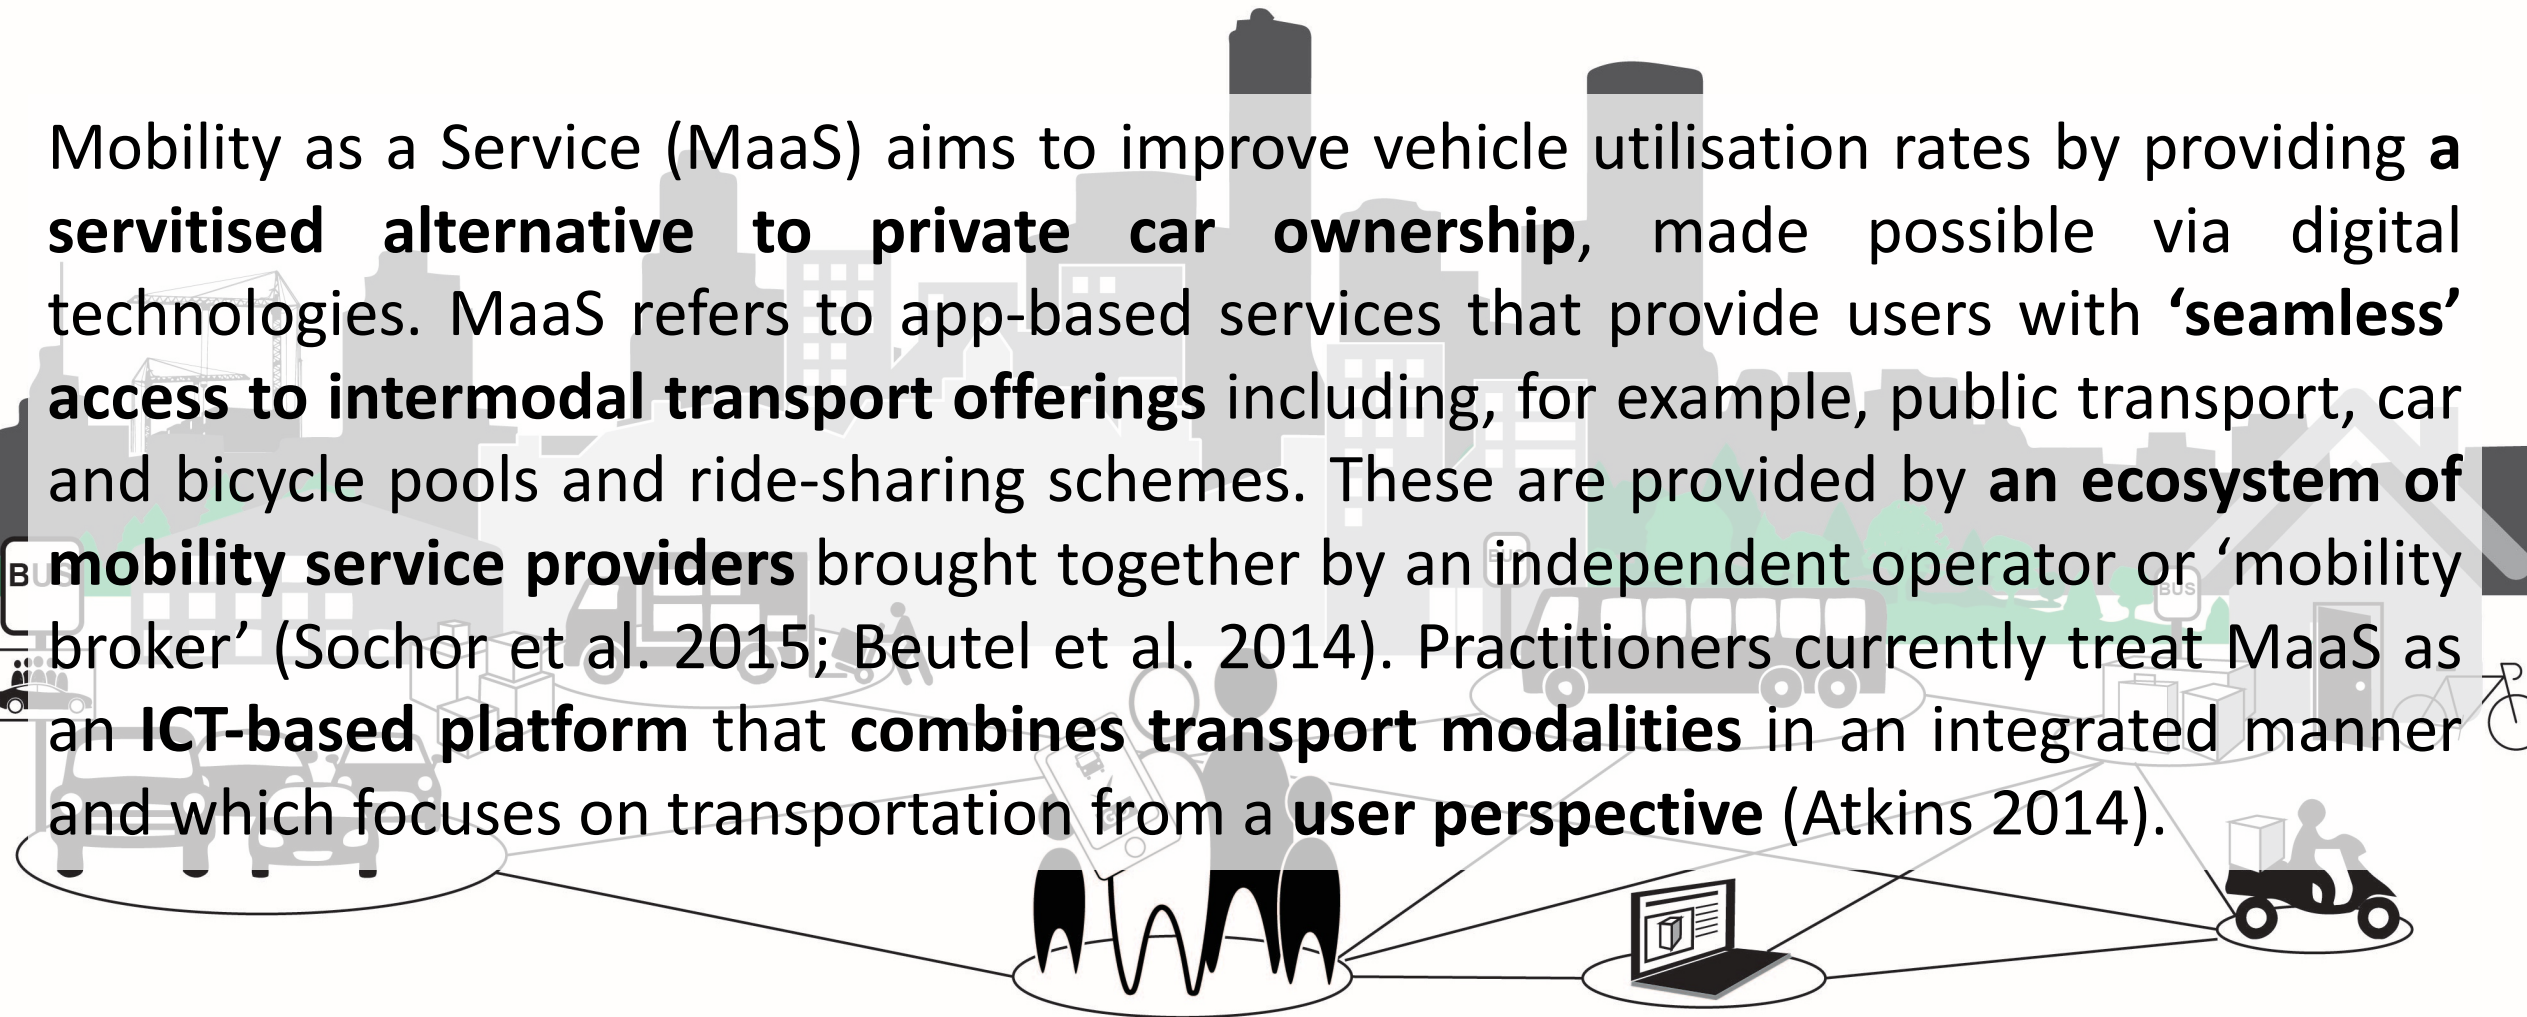 Mobility as a Service (MaaS) aims to improve vehicle utilisation rates by providing a
servitised alternative to private car ownership, made possible via digital
technologies. MaaS refers to app-based services that provide users with ‘seamless’
access to intermodal transport offerings including, for example, public transport, car
and bicycle pools and ride-sharing schemes. These are provided by an ecosystem of
mobility service providers brought together by an independent operator or ‘mobility
broker’ (Sochor et al. 2015; Beutel et al. 2014). Practitioners currently treat MaaS as
an ICT-based platform that combines transport modalities in an integrated manner
and which focuses on transportation from a user perspective (Atkins 2014).
BUS
BUS
BUS